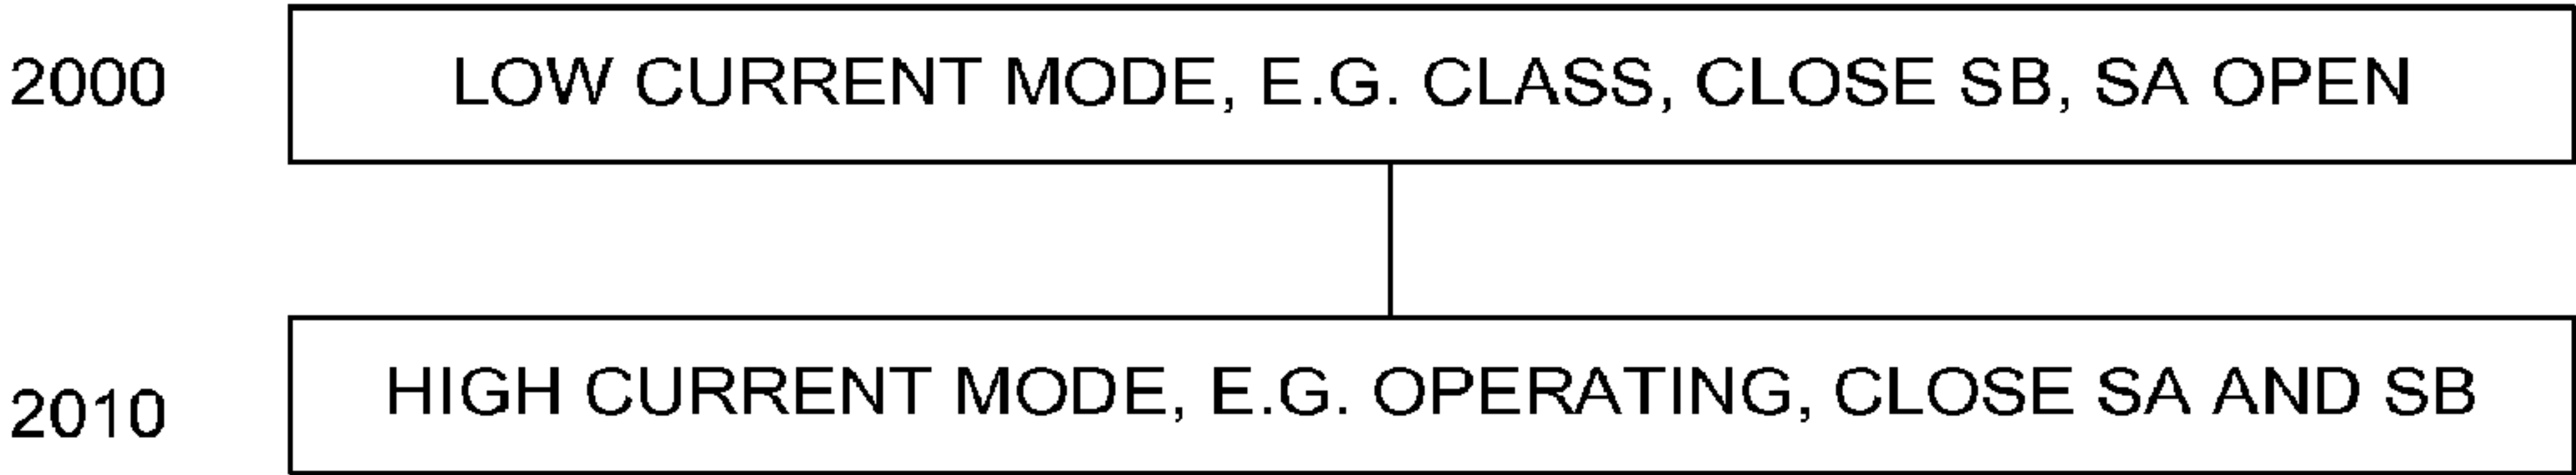 2000 LOW CURRENT MODE, E.G. CLASS, CLOSE SB, SA OPEN
2010 HIGH CURRENT MODE, E.G. OPERATING, CLOSE SA AND SB